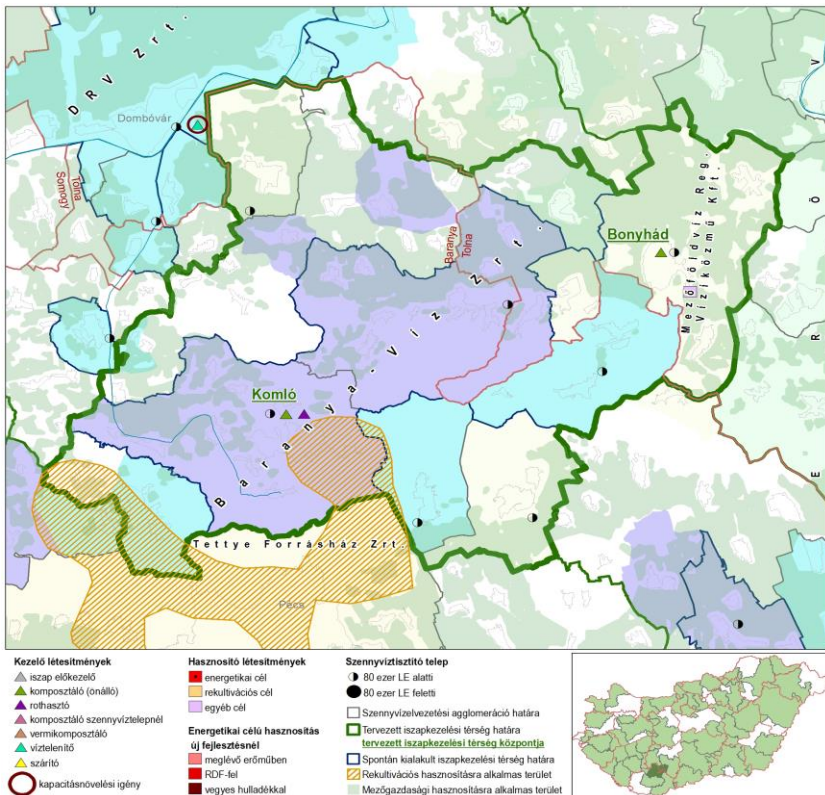 DRV Zrt.
Dombóvár
Tolna
Somogy
Baranya
Tolna
Bonyhád
Mezőföldvíz Reg.
Víziközmű Kft.
Baranya-Víz Zrt.
Komló
Tettye Forrásház Zrt.
Pécs
V
Ö
R
E
Kezelő létesítmények
iszap előkezelő
komposztáló (önálló)
rothasztó
komposztáló szennyvíztelepnél
vermikomposztáló
víztelenítő
szárító
kapacitásnövelési igény
Hasznosító létesítmények
energetikai cél
rekultivációs cél
egyéb cél
Energetikai célú hasznosítás
új fejlesztésnél
meglévő erőműben
RDF-fel
vegyes hulladékkal
Szennyvíztisztító telep
80 ezer LE alatti
80 ezer LE feletti
Szennyvízelvezetési agglomeráció határa
Tervezett iszapkezelési térség határa
tervezett iszapkezelési térség központja
Spontán kialakult iszapkezelési térség határa
Rekultivációs hasznosításra alkalmas terület
Mezőgazdasági hasznosításra alkalmas terület